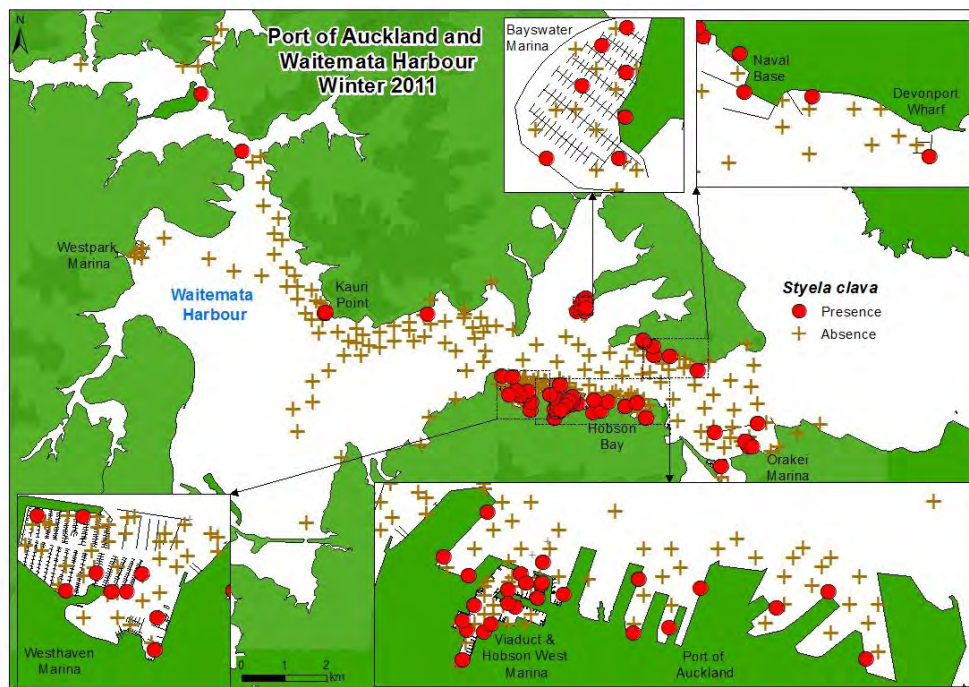 N
Port of Auckland and
Waitemata Harbour
Winter 2011
Bayswater
Marina
Naval
Base
Devonport
Wharf
Westpark
Marina
Waitemata
Harbour
Kauri
Point
Styela clava
Presence
Absence
Hobson
Bay
Orakei
Marina
Westhaven
Marina
0 1 2
km
Viaduct &
Hobson West
Marina
Port of
Auckland